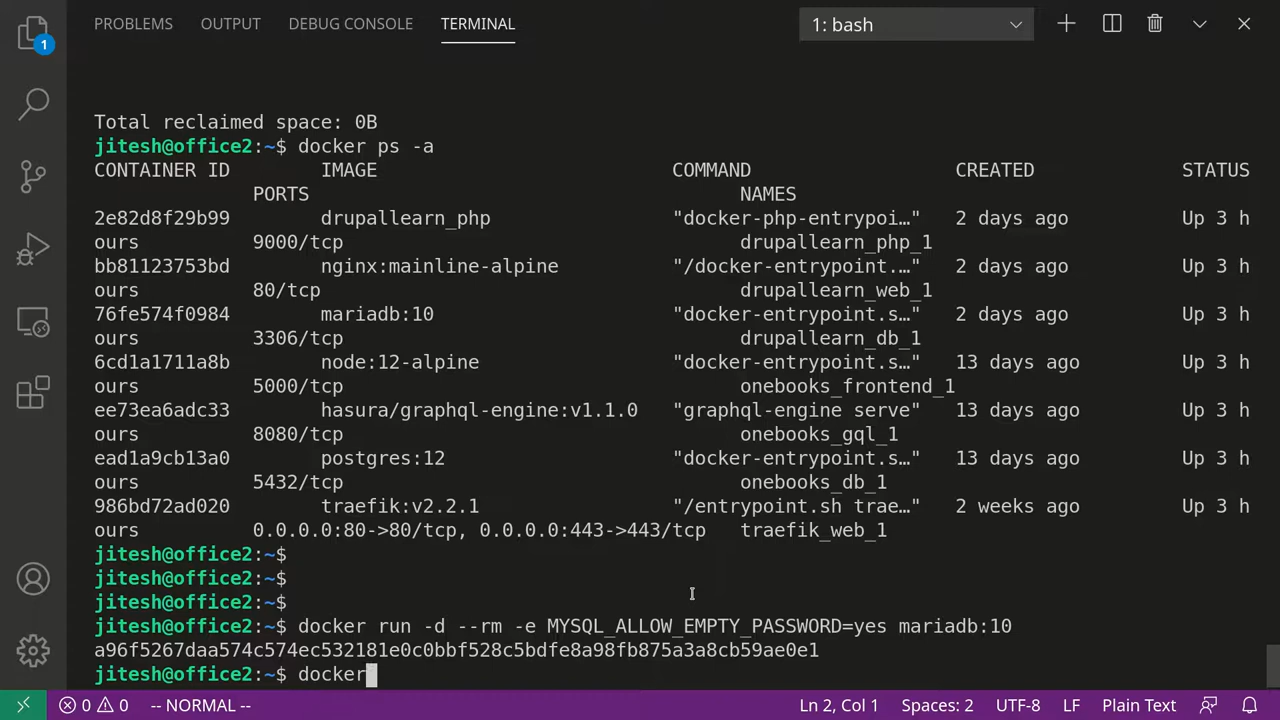 PROBLEMS OUTPUT DEBUG CONSOLE TERMINAL 1: bash
1
Total reclaimed space: 0B
jitesh@office2:~$ docker ps -a
CONTAINER ID IMAGE COMMAND CREATED STATUS
PORTS NAMES
2e82d8f29b99 drupallearn_php "docker-php-entrypoi…" 2 days ago Up 3 h
ours 9000/tcp drupallearn_php_1
bb81123753bd nginx:mainline-alpine "/docker-entrypoint.…" 2 days ago Up 3 h
ours 80/tcp drupallearn_web_1
76fe574f0984 mariadb:10 "docker-entrypoint.s…" 2 days ago Up 3 h
ours 3306/tcp drupallearn_db_1
6cd1a1711a8b node:12-alpine "docker-entrypoint.s…" 13 days ago Up 3 h
ours 5000/tcp onebooks_frontend_1
ee73ea6adc33 hasura/graphql-engine:v1.1.0 "graphql-engine serve" 13 days ago Up 3 h
ours 8080/tcp onebooks_gql_1
ead1a9cb13a0 postgres:12 "docker-entrypoint.s…" 13 days ago Up 3 h
ours 5432/tcp onebooks_db_1
986bd72ad020 traefik:v2.2.1 "/entrypoint.sh trae…" 2 weeks ago Up 3 h
ours 0.0.0.0:80->80/tcp, 0.0.0.0:443->443/tcp traefik_web_1
jitesh@office2:~$
jitesh@office2:~$
jitesh@office2:~$
jitesh@office2:~$ docker run -d --rm -e MYSQL_ALLOW_EMPTY_PASSWORD=yes mariadb:10
a96f5267daa574c574ec532181e0c0bbf528c5bdfe8a98fb875a3a8cb59ae0e1
jitesh@office2:~$ docker
0 0 -- NORMAL -- Ln 2, Col 1 Spaces: 2 UTF-8 LF Plain Text